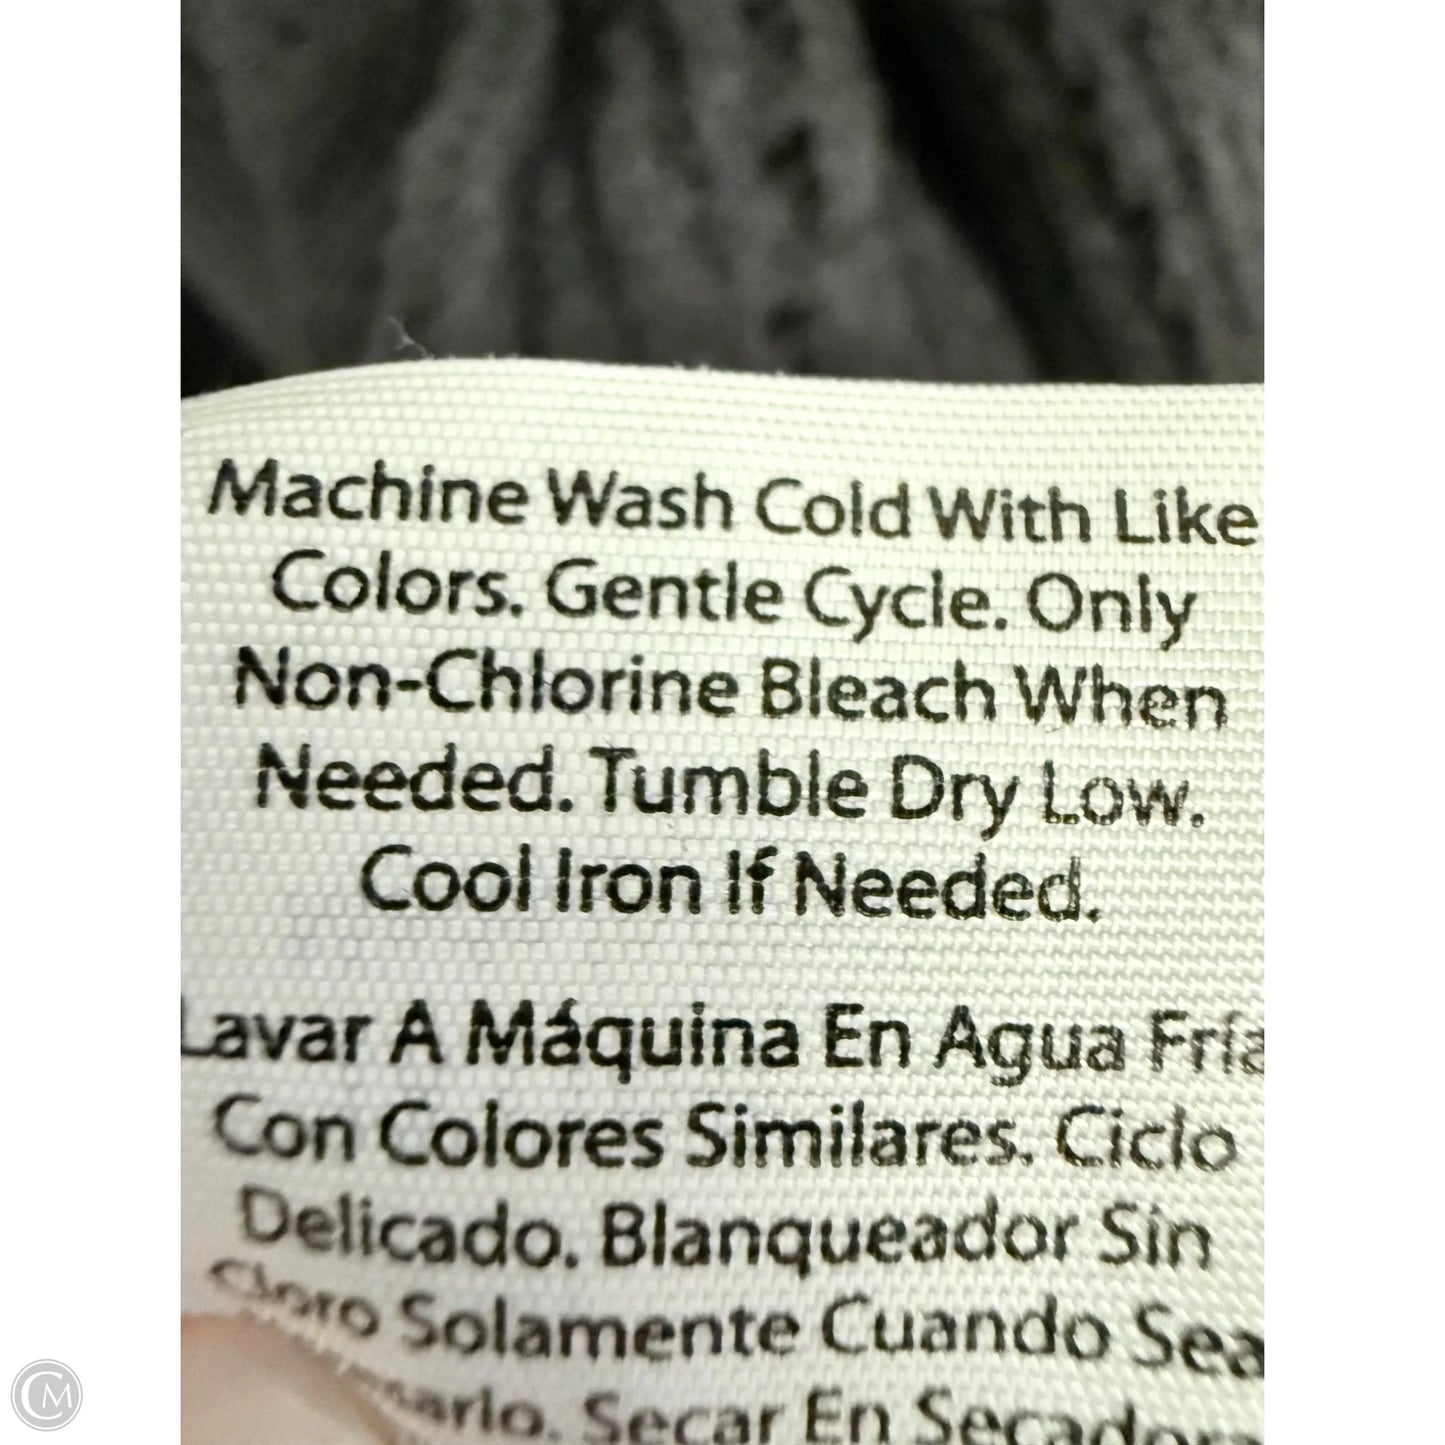 Machine Wash Cold With Like
Colors. Gentle Cycle. Only
Non-Chlorine Bleach When
Needed. Tumble Dry Low.
Cool Iron If Needed.
Lavar A Máquina En Agua Fría
Con Colores Similares. Ciclo
Delicado. Blanqueador Sin
Cloro Solamente Cuando Sea
Secar En
CM